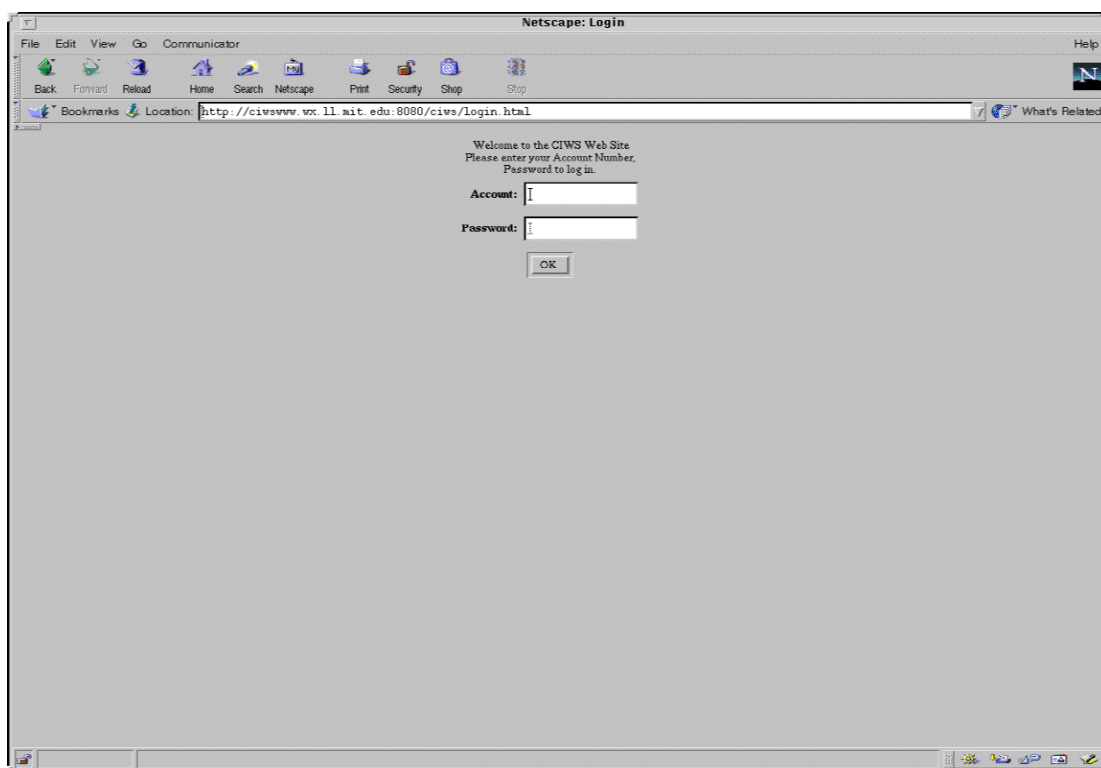 Netscape: Login
File Edit View Go Communicator Help
Back Forward Reload Home Search Netscape Print Security Shop Stop
My
N
Bookmarks Location: http://ciwswww.wx.ll.mit.edu:8080/ciws/login.html What's Related
Welcome to the CIWS Web Site
Please enter your Account Number,
Password to log in.
Account:
Password:
OK